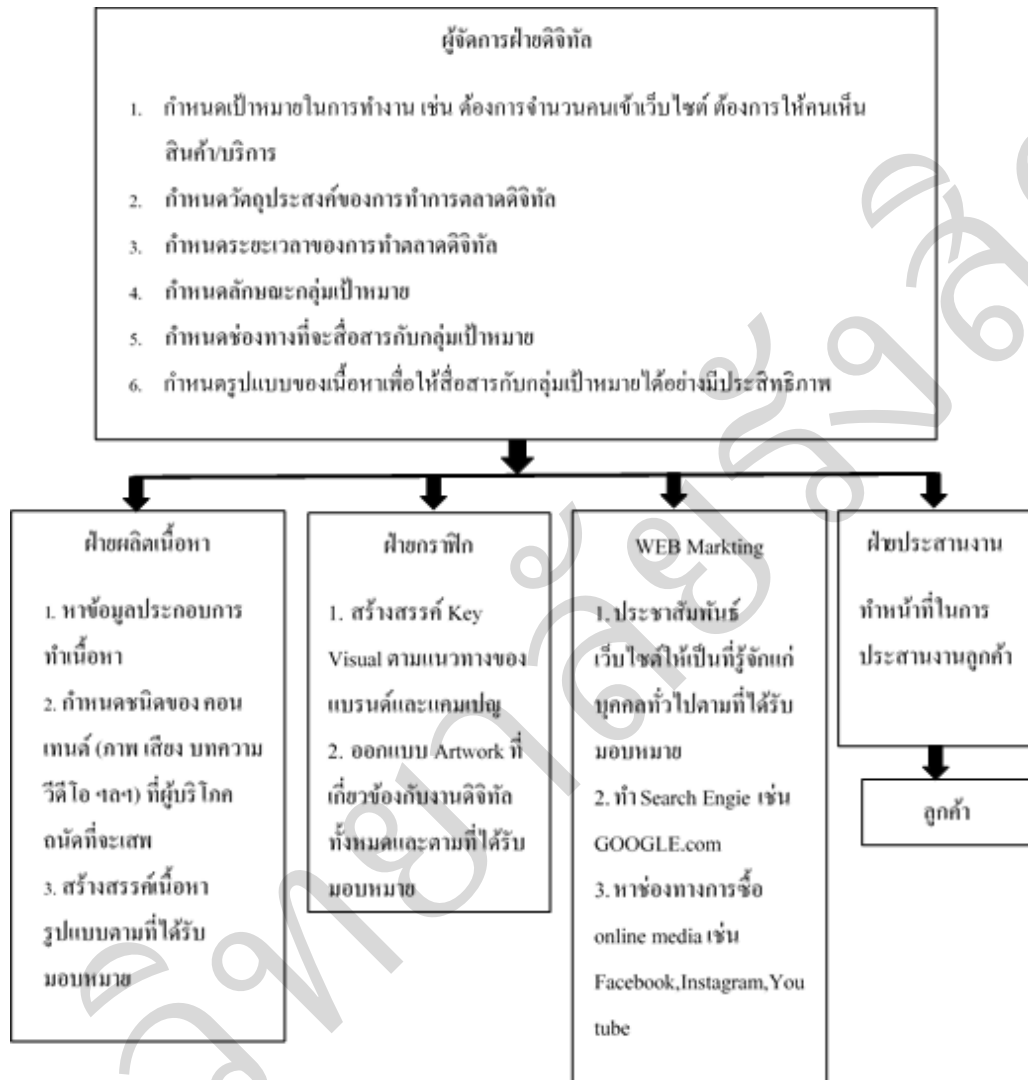 ผู้จัดการฝ่ายดิจิทัล
1. กำหนดเป้าหมายในการทำงาน เช่น ต้องการจำนวนคนเข้าเว็บไซต์ ต้องการให้คนเห็น
สินค้า/บริการ
2. กำหนดวัตถุประสงค์ของการทำการตลาดดิจิทัล
3. กำหนดระยะเวลาของการทำตลาดดิจิทัล
4. กำหนดลักษณะกลุ่มเป้าหมาย
5. กำหนดช่องทางที่จะสื่อสารกับกลุ่มเป้าหมาย
6. กำหนดรูปแบบของเนื้อหาเพื่อให้สื่อสารกับกลุ่มเป้าหมายได้อย่างมีประสิทธิภาพ
ฝ่ายผลิตเนื้อหา
1. หาข้อมูลประกอบการ
ทำเนื้อหา
2. กำหนดชนิดของ คอน
เทนต์ (ภาพ เสียง บทความ
วีดีโอ ฯลฯ) ที่ผู้บริโภค
ถนัดที่จะเสพ
3. สร้างสรรค์เนื้อหา
รูปแบบตามที่ได้รับ
มอบหมาย
ฝ่ายกราฟิก
1. สร้างสรรค์ Key
Visual ตามแนวทางของ
แบรนด์และแคมเปญ
2. ออกแบบ Artwork ที่
เกี่ยวข้องกับงานดิจิทัล
ทั้งหมดและตามที่ได้รับ
มอบหมาย
WEB Markting
1. ประชาสัมพันธ์
เว็บไซต์ให้เป็นที่รู้จักแก่
บุคคลทั่วไปตามที่ได้รับ
มอบหมาย
2. ทำ Search Engie เช่น
GOOGLE.com
3. หาช่องทางการซื้อ
online media เช่น
Facebook,Instagram,You
tube
ฝ่ายประสานงาน
ทำหน้าที่ในการ
ประสานงานลูกค้า
ลูกค้า